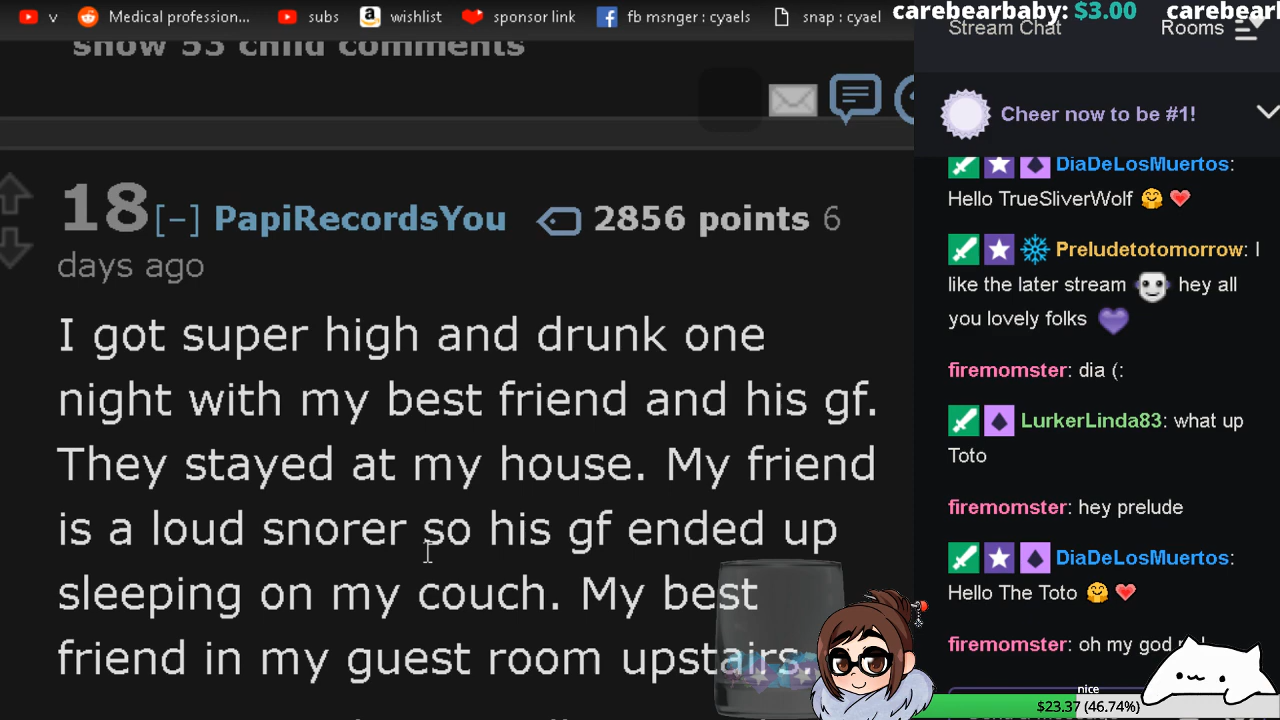 v Medical profession... subs wishlist sponsor link fb msnger : cyaels snap : cyael
carebearbaby: $3.00
show 53 child comments
18 [−] PapiRecordsYou 2856 points 6
days ago
I got super high and drunk one
night with my best friend and his gf.
They stayed at my house. My friend
is a loud snorer so his gf ended up
sleeping on my couch. My best
friend in my guest room upstairs.
Stream Chat Rooms
Cheer now to be #1!
DiaDeLosMuertos:
Hello TrueSliverWolf 🤗 ❤️
Preludetotomorrow: I
like the later stream hey all
you lovely folks 💜
firemomster: dia (:
LurkerLinda83: what up
Toto
firemomster: hey prelude
DiaDeLosMuertos:
Hello The Toto 🤗 ❤️
firemomster: oh my god
nice
$23.37 (46.74%)